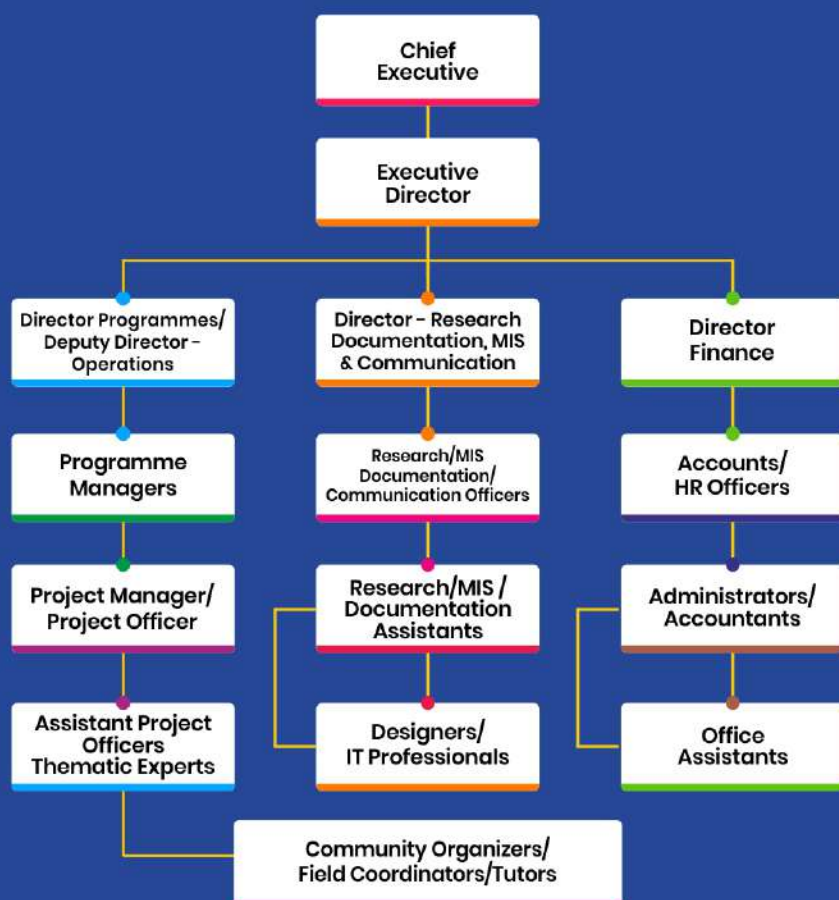 Chief
Executive
Executive
Director
Director Programmes/
Deputy Director -
Operations
Director - Research
Documentation, MIS
& Communication
Director
Finance
Programme
Managers
Research/MIS
Documentation/
Communication Officers
Accounts/
HR Officers
Project Manager/
Project Officer
Research/MIS /
Documentation
Assistants
Administrators/
Accountants
Assistant Project
Officers
Thematic Experts
Designers/
IT Professionals
Office
Assistants
Community Organizers/
Field Coordinators/Tutors